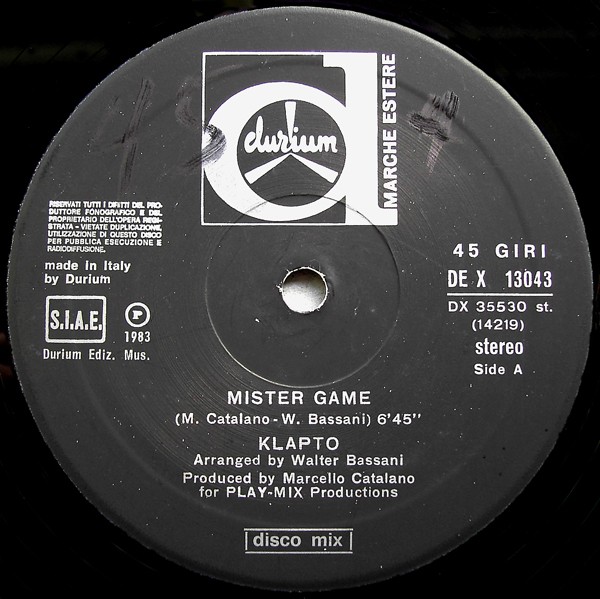 durium
MARCHE ESTERE
RISERVATI TUTTI I DIRITTI DEL PRO-
DUTTORE FONOGRAFICO E DEL
PROPRIETARIO DELL'OPERA REGI-
STRATA - VIETATE DUPLICAZIONE,
UTILIZZAZIONE DI QUESTO DISCO
PER PUBBLICA ESECUZIONE E
RADIODIFFUSIONE.
made in Italy
by Durium
S.I.A.E.
P
1983
Durium Ediz. Mus.
45 GIRI
DE X 13043
DX 35530 st.
(14219)
stereo
Side A
MISTER GAME
(M. Catalano - W. Bassani) 6'45"
KLAPTO
Arranged by Walter Bassani
Produced by Marcello Catalano
for PLAY-MIX Productions
disco mix